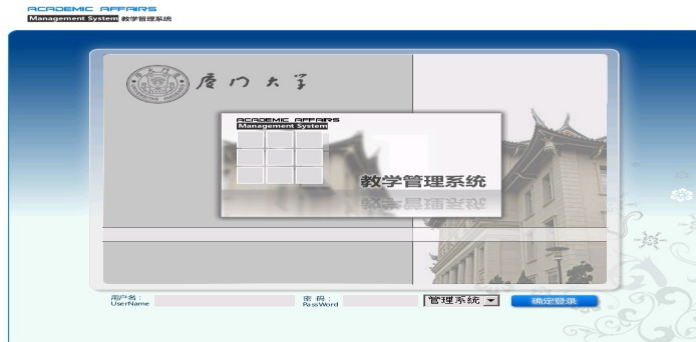 ACADEMIC AFFAIRS
Management System 教学管理系统
厦门大学
ACADEMIC AFFAIRS
Management System
教学管理系统
用户名：
UserName
密 码：
PassWord
管理系统
确定登录